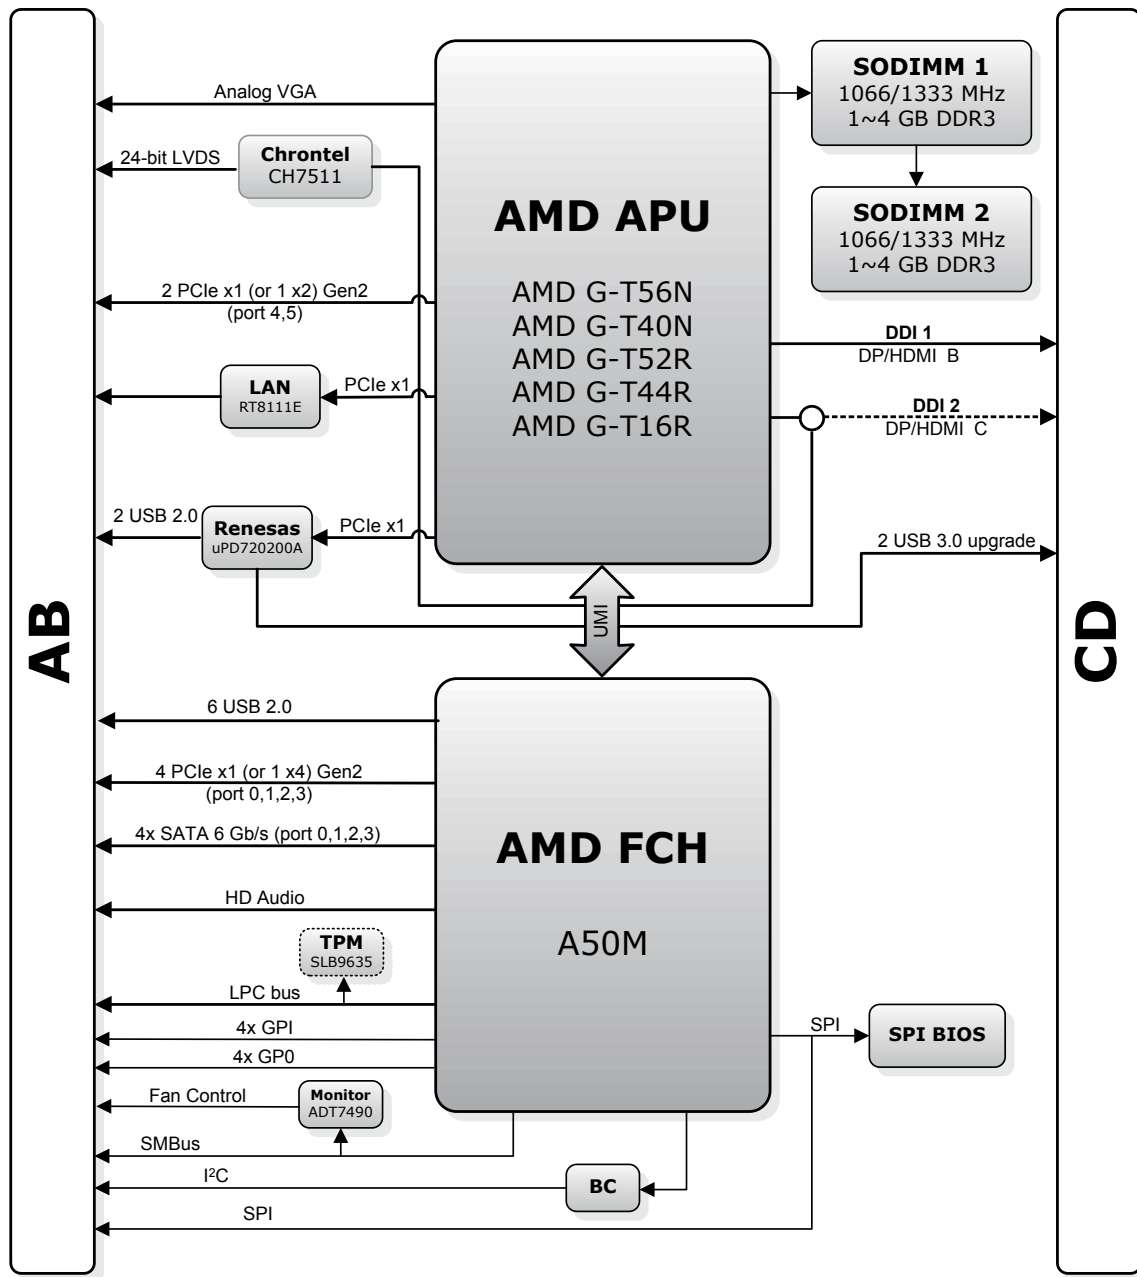 AB
Analog VGA
24-bit LVDS
Chrontel
CH7511
2 PCIe x1 (or 1 x2) Gen2
(port 4,5)
LAN
RT8111E
PCIe x1
2 USB 2.0
Renesas
uPD720200A
PCIe x1
AMD APU
AMD G-T56N
AMD G-T40N
AMD G-T52R
AMD G-T44R
AMD G-T16R
SODIMM 1
1066/1333 MHz
1~4 GB DDR3
SODIMM 2
1066/1333 MHz
1~4 GB DDR3
DDI 1
DP/HDMI B
DDI 2
DP/HDMI C
2 USB 3.0 upgrade
CD
UMI
6 USB 2.0
4 PCIe x1 (or 1 x4) Gen2
(port 0,1,2,3)
4x SATA 6 Gb/s (port 0,1,2,3)
HD Audio
TPM
SLB9635
LPC bus
4x GPI
4x GP0
Fan Control
Monitor
ADT7490
SMBus
I²C
BC
SPI
AMD FCH
A50M
SPI
SPI BIOS